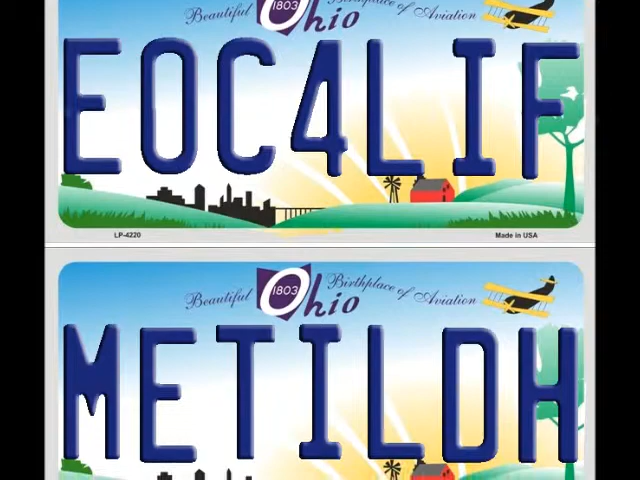 Beautiful 1803 Ohio Birthplace of Aviation
EOC4LIF
LP-4220 Made in USA
Beautiful 1803 Ohio Birthplace of Aviation
METILDH